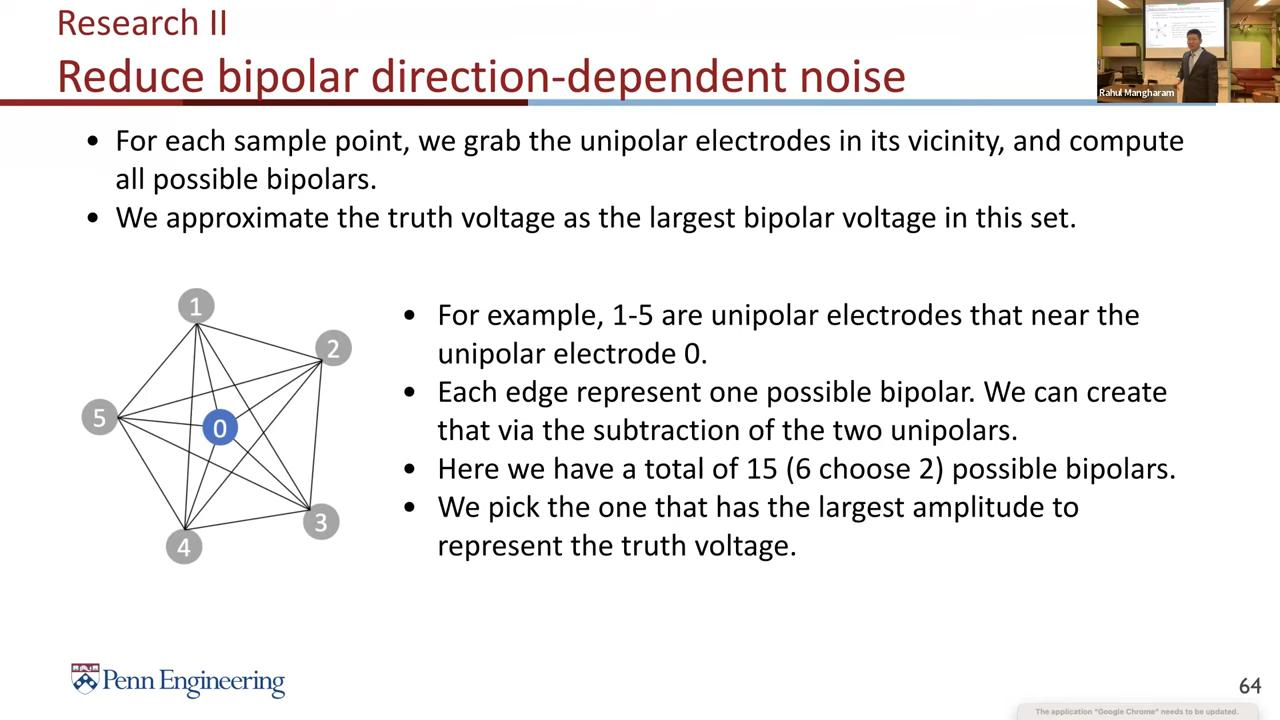 Research II
Reduce bipolar direction-dependent noise
Rahul Mangharam
• For each sample point, we grab the unipolar electrodes in its vicinity, and compute
all possible bipolars.
• We approximate the truth voltage as the largest bipolar voltage in this set.
1
2
5
0
3
4
• For example, 1-5 are unipolar electrodes that near the
unipolar electrode 0.
• Each edge represent one possible bipolar. We can create
that via the subtraction of the two unipolars.
• Here we have a total of 15 (6 choose 2) possible bipolars.
• We pick the one that has the largest amplitude to
represent the truth voltage.
Penn Engineering
64
The application "Google Chrome" needs to be updated.